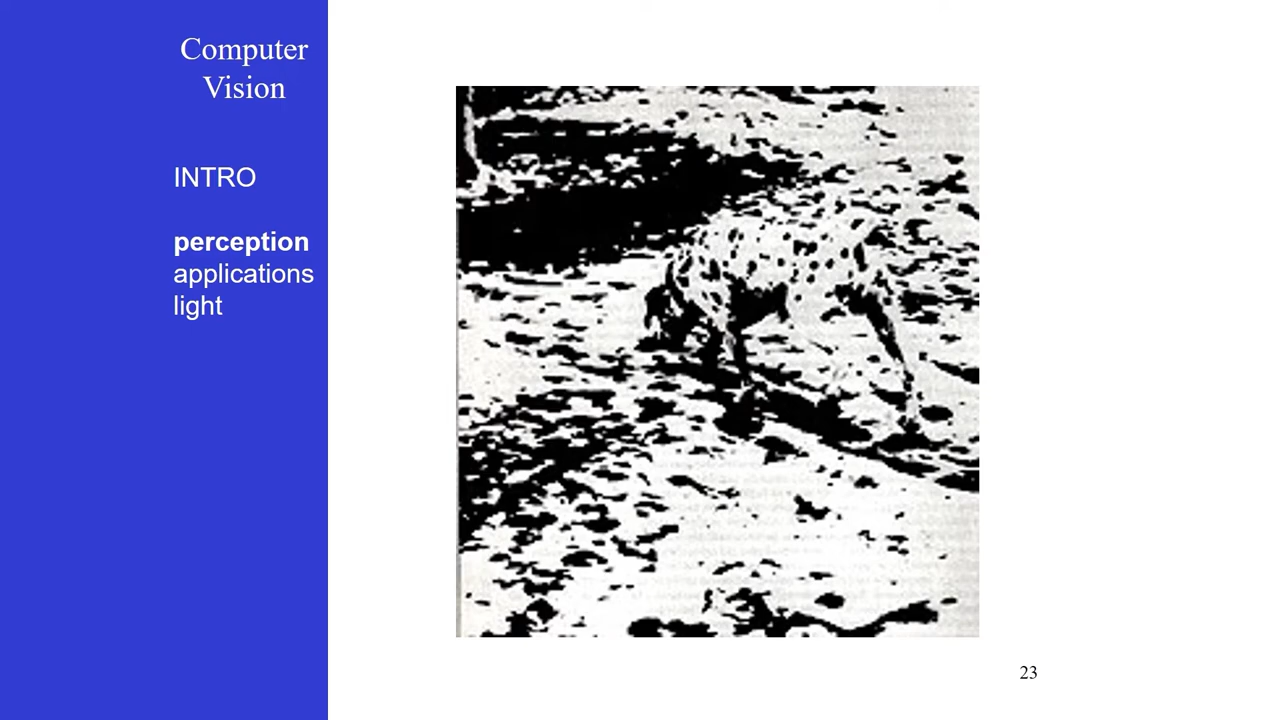 Computer
Vision
INTRO
perception
applications
light
23